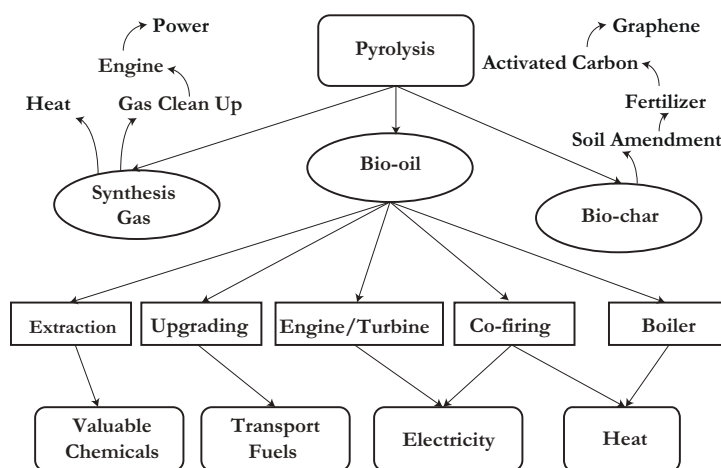 Power
Graphene
Pyrolysis
Engine
Activated Carbon
Heat
Gas Clean Up
Fertilizer
Soil Amendment
Bio-oil
Synthesis
Gas
Bio-char
Extraction
Upgrading
Engine/Turbine
Co-firing
Boiler
Valuable
Chemicals
Transport
Fuels
Electricity
Heat